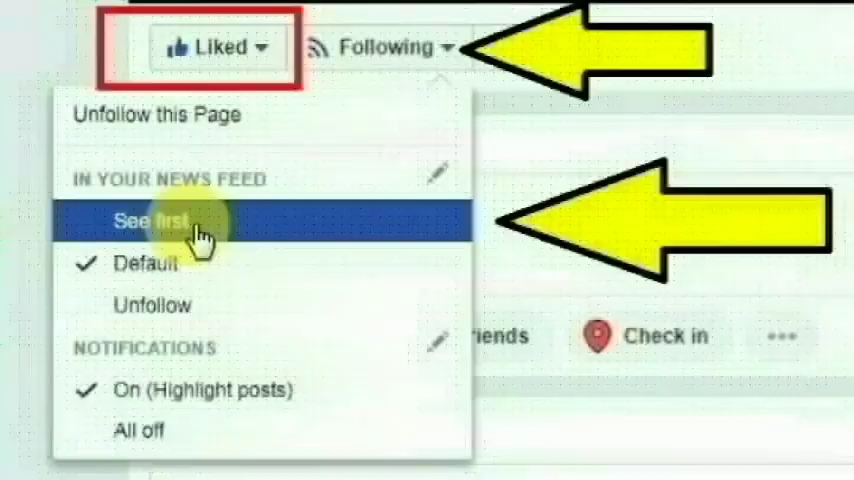 Liked Following
Unfollow this Page
IN YOUR NEWS FEED
See first
Default
Unfollow
riends Check in
NOTIFICATIONS
On (Highlight posts)
All off